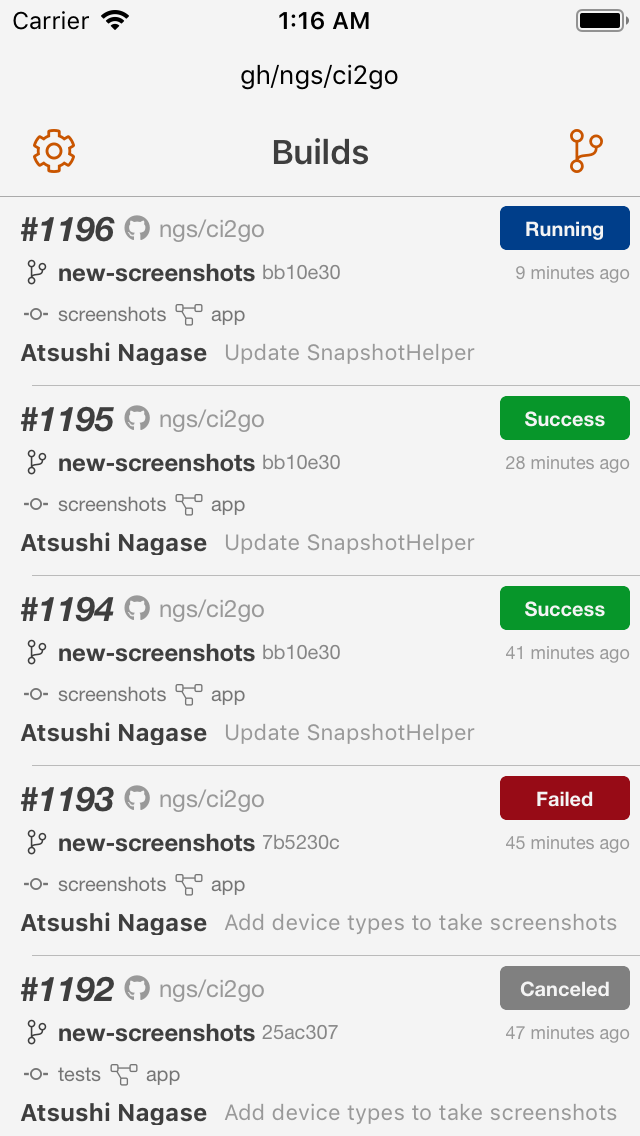 Carrier 1:16 AM
gh/ngs/ci2go
Builds
#1196 ngs/ci2go Running
new-screenshots bb10e30 9 minutes ago
screenshots app
Atsushi Nagase Update SnapshotHelper
#1195 ngs/ci2go Success
new-screenshots bb10e30 28 minutes ago
screenshots app
Atsushi Nagase Update SnapshotHelper
#1194 ngs/ci2go Success
new-screenshots bb10e30 41 minutes ago
screenshots app
Atsushi Nagase Update SnapshotHelper
#1193 ngs/ci2go Failed
new-screenshots 7b5230c 45 minutes ago
screenshots app
Atsushi Nagase Add device types to take screenshots
#1192 ngs/ci2go Canceled
new-screenshots 25ac307 47 minutes ago
tests app
Atsushi Nagase Add device types to take screenshots